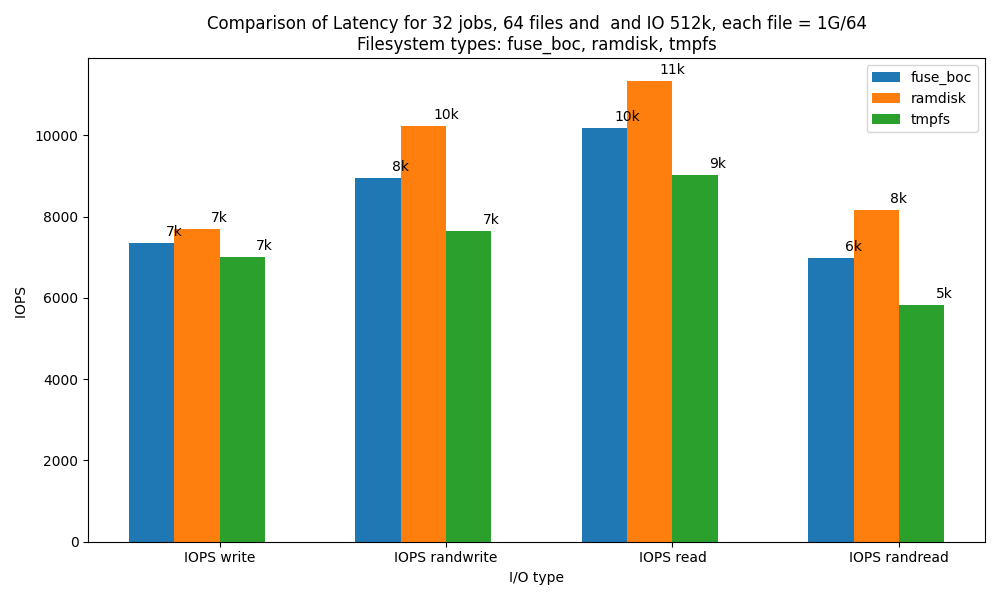 Comparison of Latency for 32 jobs, 64 files and  and IO 512k, each file = 1G/64
Filesystem types: fuse_boc, ramdisk, tmpfs
fuse_boc
ramdisk
tmpfs
IOPS
10000
8000
6000
4000
2000
0
7k
7k
7k
8k
10k
7k
10k
11k
9k
6k
8k
5k
IOPS write
IOPS randwrite
IOPS read
IOPS randread
I/O type